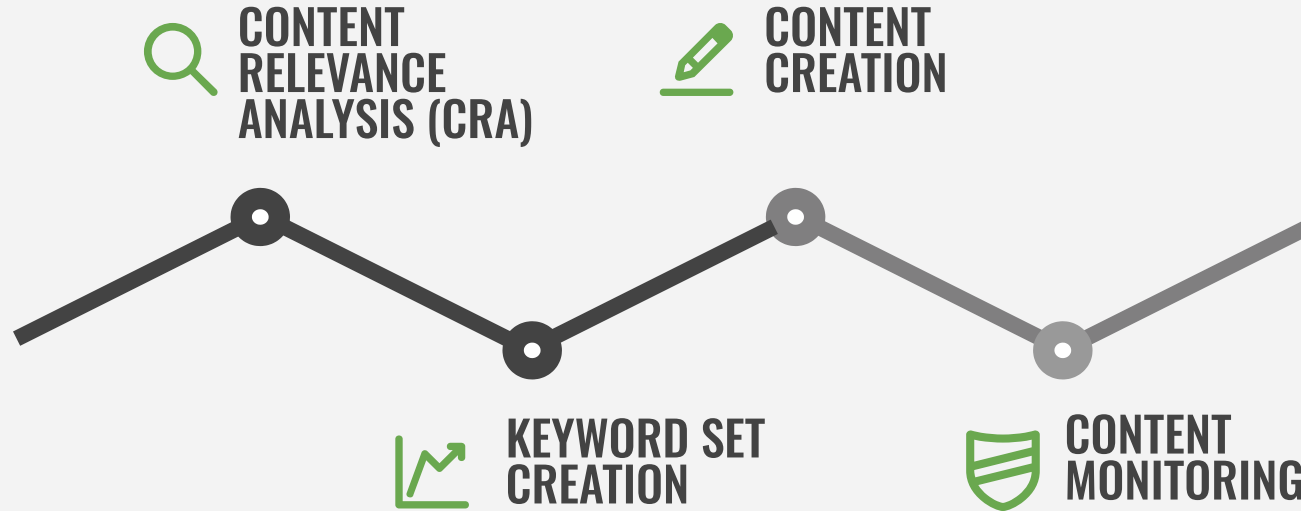 CONTENT
RELEVANCE
ANALYSIS (CRA)
KEYWORD SET
CREATION
CONTENT
CREATION
CONTENT
MONITORING